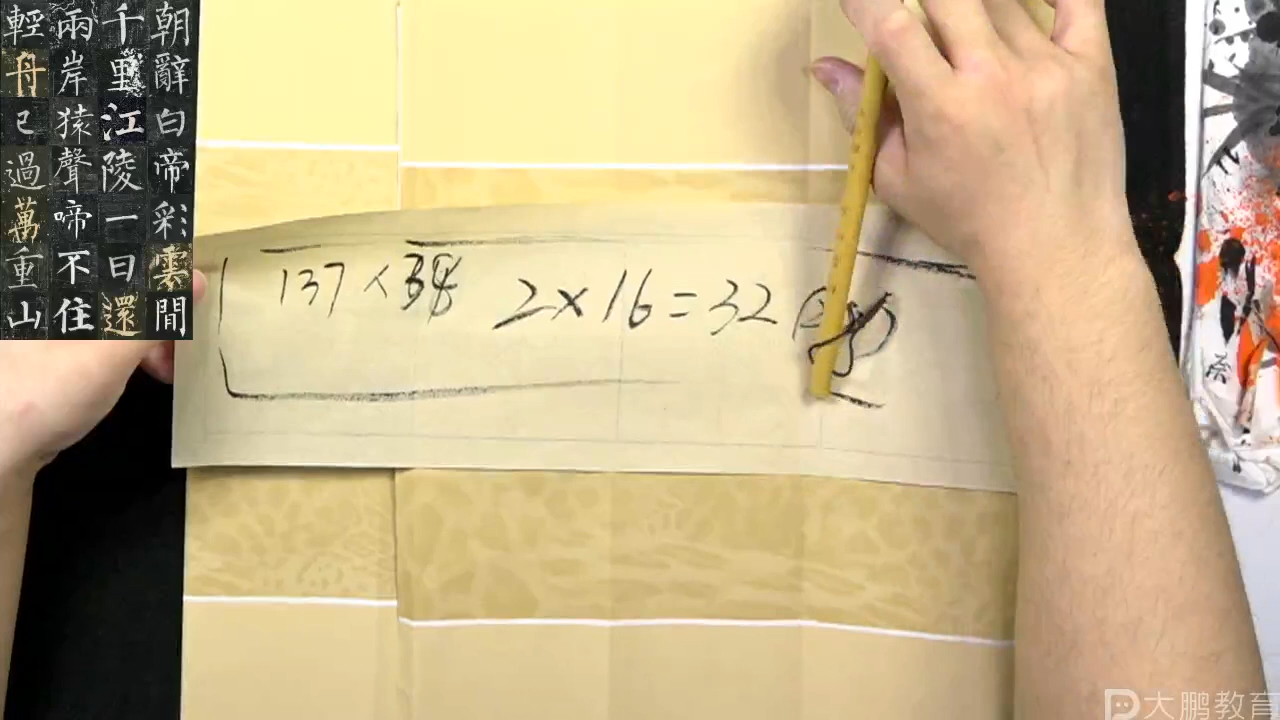 朝辭白帝彩雲間
千里江陵一日還
兩岸猿聲啼不住
輕舟已過萬重山
137×38 2×16=32
大鹏教育